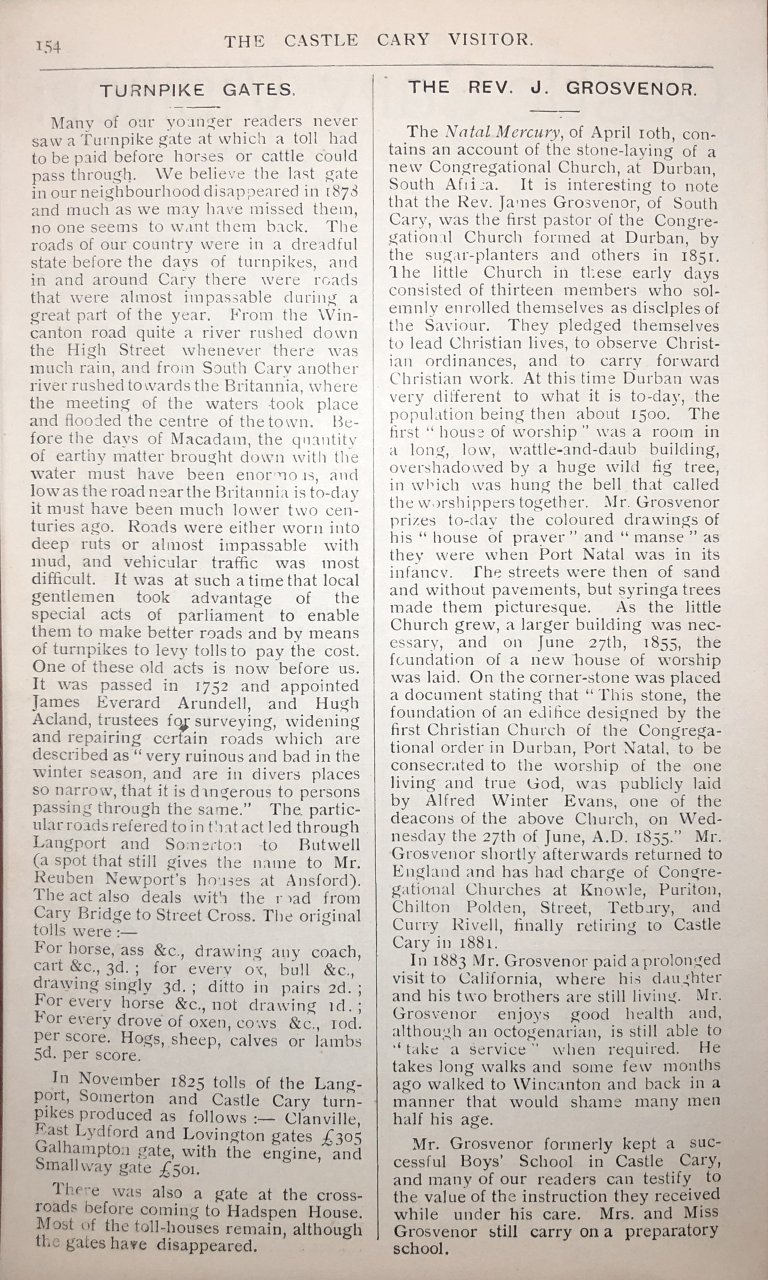 154
THE CASTLE CARY VISITOR.
TURNPIKE GATES.
Many of our younger readers never
saw a Turnpike gate at which a toll had
to be paid before horses or cattle could
pass through. We believe the last gate
in our neighbourhood disappeared in 1878
and much as we may have missed them,
no one seems to want them back. The
roads of our country were in a dreadful
state before the days of turnpikes, and
in and around Cary there were roads
that were almost impassable during a
great part of the year. From the Win-
canton road quite a river rushed down
the High Street whenever there was
much rain, and from South Cary another
river rushed towards the Britannia, where
the meeting of the waters took place
and flooded the centre of the town. Be-
fore the days of Macadam, the quantity
of earthy matter brought down with the
water must have been enormous, and
low as the road near the Britannia is to-day
it must have been much lower two cen-
turies ago. Roads were either worn into
deep ruts or almost impassable with
mud, and vehicular traffic was most
difficult. It was at such a time that local
gentlemen took advantage of the
special acts of parliament to enable
them to make better roads and by means
of turnpikes to levy tolls to pay the cost.
One of these old acts is now before us.
It was passed in 1752 and appointed
James Everard Arundell, and Hugh
Acland, trustees for surveying, widening
and repairing certain roads which are
described as " very ruinous and bad in the
winter season, and are in divers places
so narrow, that it is dangerous to persons
passing through the same." The partic-
ular roads refered to in that act led through
Langport and Somerton to Butwell
(a spot that still gives the name to Mr.
Reuben Newport's houses at Ansford).
The act also deals with the road from
Cary Bridge to Street Cross. The original
tolls were :—
For horse, ass &c., drawing any coach,
cart &c., 3d. ; for every ox, bull &c.,
drawing singly 3d. ; ditto in pairs 2d. ;
For every horse &c., not drawing 1d. ;
For every drove of oxen, cows &c., 10d.
per score. Hogs, sheep, calves or lambs
5d. per score.
In November 1825 tolls of the Lang-
port, Somerton and Castle Cary turn-
pikes produced as follows :— Clanville,
East Lydford and Lovington gates £305
Galhampton gate, with the engine, and
Smallway gate £501.
There was also a gate at the cross-
roads before coming to Hadspen House.
Most of the toll-houses remain, although
the gates have disappeared.
THE REV. J. GROSVENOR.
The Natal Mercury, of April 10th, con-
tains an account of the stone-laying of a
new Congregational Church, at Durban,
South Africa. It is interesting to note
that the Rev. James Grosvenor, of South
Cary, was the first pastor of the Congre-
gational Church formed at Durban, by
the sugar-planters and others in 1851.
The little Church in these early days
consisted of thirteen members who sol-
emnly enrolled themselves as disclples of
the Saviour. They pledged themselves
to lead Christian lives, to observe Christ-
ian ordinances, and to carry forward
Christian work. At this time Durban was
very different to what it is to-day, the
population being then about 1500. The
first " house of worship " was a room in
a long, low, wattle-and-daub building,
overshadowed by a huge wild fig tree,
in which was hung the bell that called
the worshippers together. Mr. Grosvenor
prizes to-day the coloured drawings of
his " house of prayer " and " manse " as
they were when Port Natal was in its
infancy. The streets were then of sand
and without pavements, but syringa trees
made them picturesque. As the little
Church grew, a larger building was nec-
essary, and on June 27th, 1855, the
foundation of a new house of worship
was laid. On the corner-stone was placed
a document stating that " This stone, the
foundation of an edifice designed by the
first Christian Church of the Congrega-
tional order in Durban, Port Natal, to be
consecrated to the worship of the one
living and true God, was publicly laid
by Alfred Winter Evans, one of the
deacons of the above Church, on Wed-
nesday the 27th of June, A.D. 1855." Mr.
Grosvenor shortly afterwards returned to
England and has had charge of Congre-
gational Churches at Knowle, Puriton,
Chilton Polden, Street, Tetbury, and
Curry Rivell, finally retiring to Castle
Cary in 1881.
In 1883 Mr. Grosvenor paid a prolonged
visit to California, where his daughter
and his two brothers are still living. Mr.
Grosvenor enjoys good health and,
although an octogenarian, is still able to
" take a service " when required. He
takes long walks and some few months
ago walked to Wincanton and back in a
manner that would shame many men
half his age.
Mr. Grosvenor formerly kept a suc-
cessful Boys' School in Castle Cary,
and many of our readers can testify to
the value of the instruction they received
while under his care. Mrs. and Miss
Grosvenor still carry on a preparatory
school.